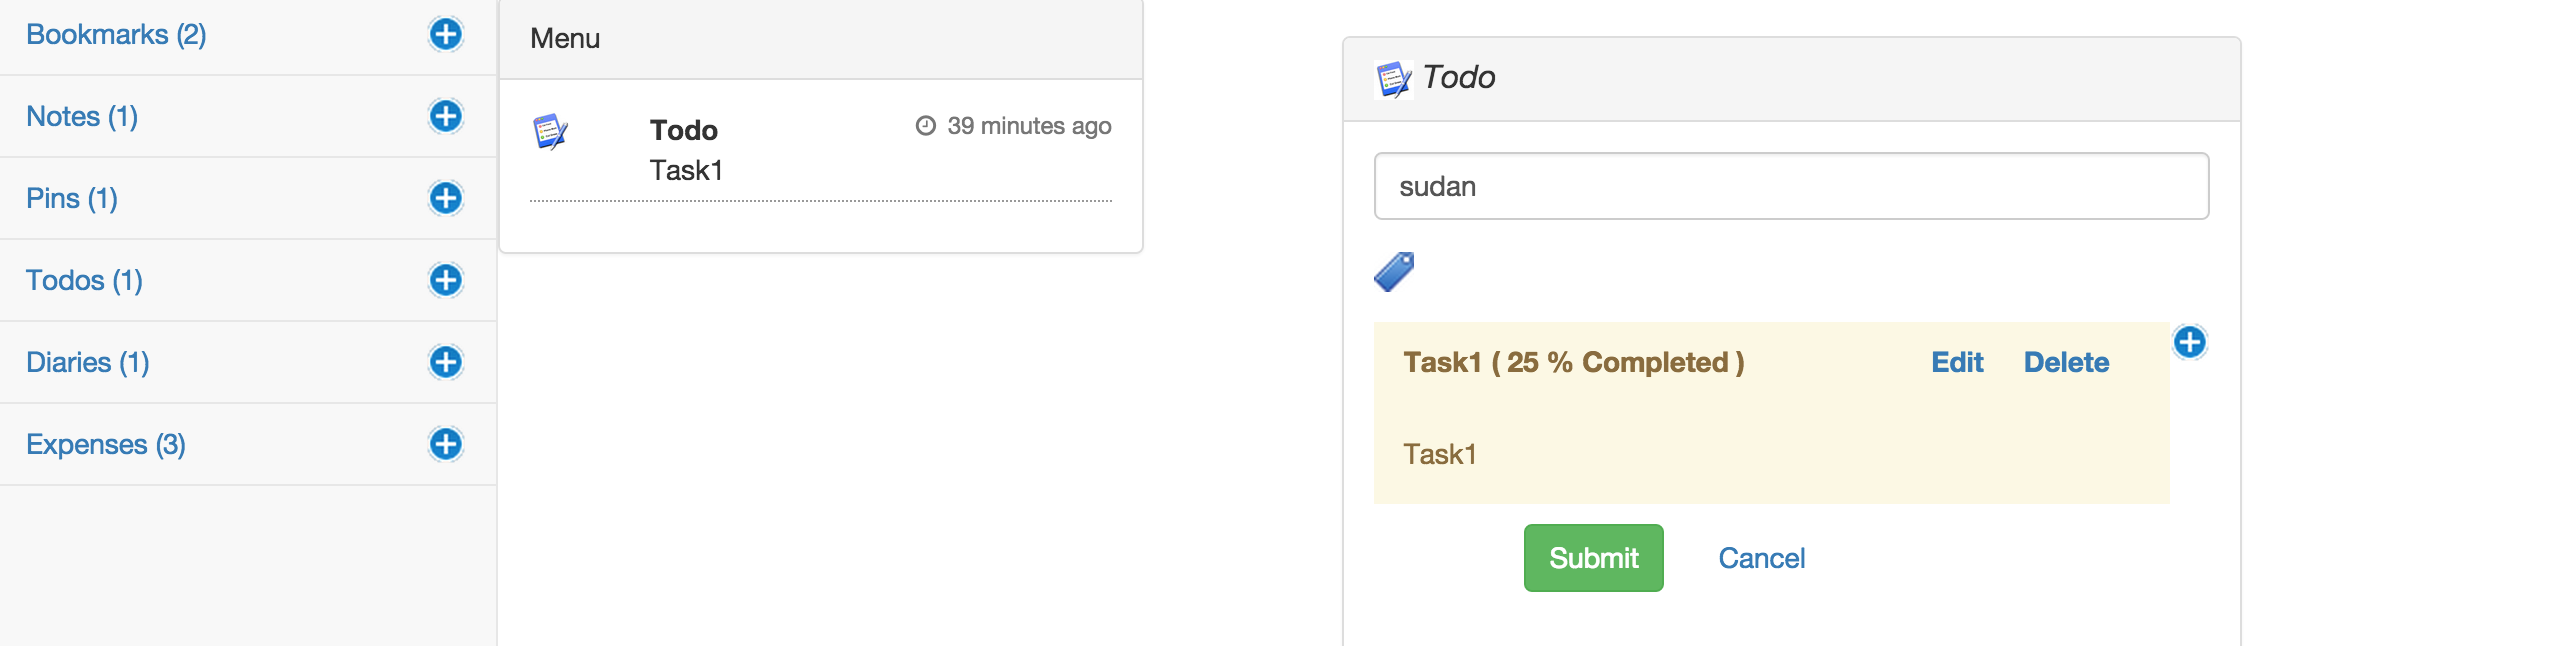 Bookmarks (2)
Notes (1)
Pins (1)
Todos (1)
Diaries (1)
Expenses (3)
Menu
Todo
39 minutes ago
Task1
Todo
sudan
Task1 ( 25 % Completed ) Edit Delete
Task1
Submit Cancel